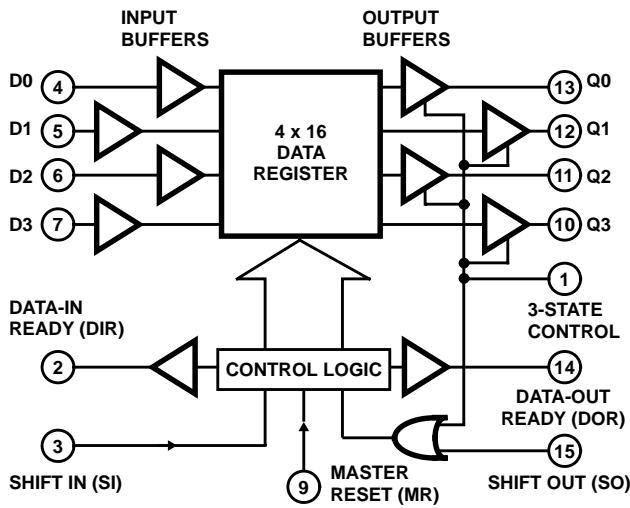 INPUT
BUFFERS
OUTPUT
BUFFERS
D0 4
13 Q0
D1 5
12 Q1
4 x 16
DATA
REGISTER
D2 6
11 Q2
D3 7
10 Q3
1
3-STATE
CONTROL
DATA-IN
READY (DIR)
2
CONTROL LOGIC
14
DATA-OUT
READY (DOR)
3
SHIFT IN (SI)
9
MASTER
RESET (MR)
15
SHIFT OUT (SO)